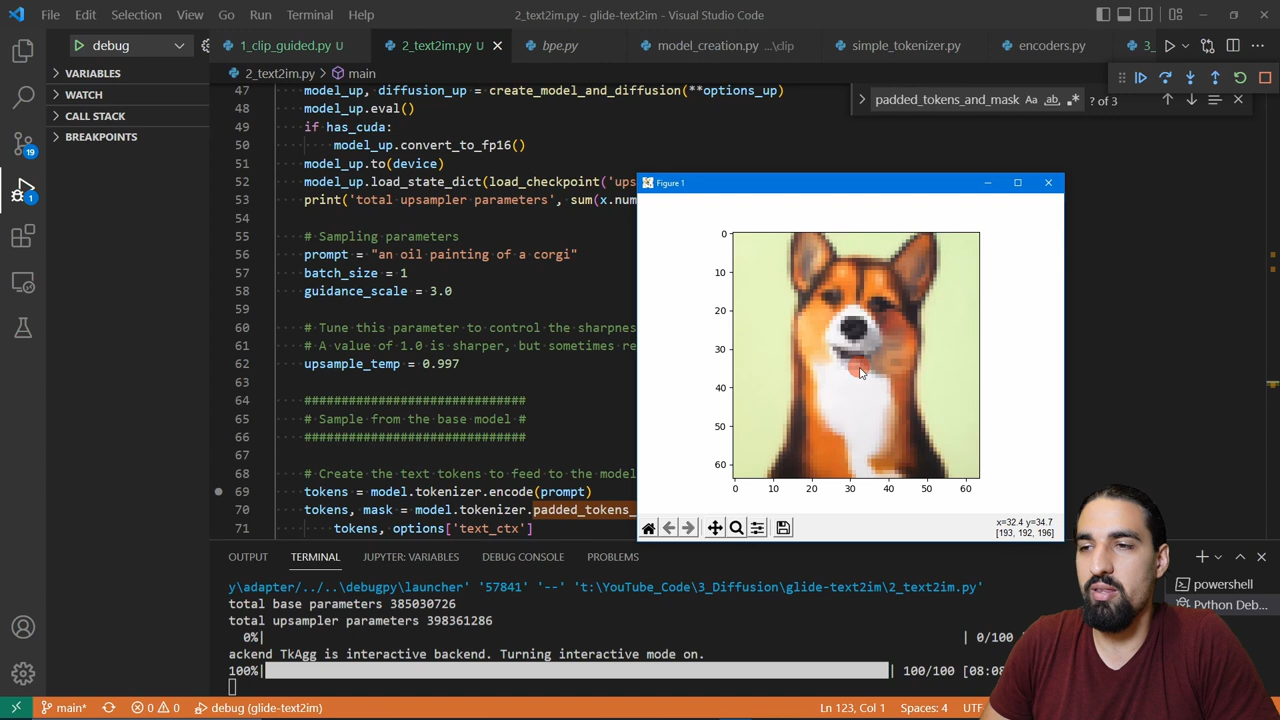 File Edit Selection View Go Run Terminal Help 2_text2im.py - glide-text2im - Visual Studio Code
debug 1_clip_guided.py U 2_text2im.py U bpe.py model_creation.py ...\clip simple_tokenizer.py encoders.py 3_
VARIABLES
WATCH
CALL STACK
BREAKPOINTS
2_text2im.py > main
padded_tokens_and_mask Aa ab ? of 3
47 model_up, diffusion_up = create_model_and_diffusion(**options_up)
48 model_up.eval()
49 if has_cuda:
50 model_up.convert_to_fp16()
51 model_up.to(device)
52 model_up.load_state_dict(load_checkpoint('ups
53 print('total upsampler parameters', sum(x.num
54
55 # Sampling parameters
56 prompt = "an oil painting of a corgi"
57 batch_size = 1
58 guidance_scale = 3.0
59
60 # Tune this parameter to control the sharpnes
61 # A value of 1.0 is sharper, but sometimes re
62 upsample_temp = 0.997
63
64 ##############################
65 # Sample from the base model #
66 ##############################
67
68 # Create the text tokens to feed to the model
69 tokens = model.tokenizer.encode(prompt)
70 tokens, mask = model.tokenizer.padded_tokens_
71 tokens, options['text_ctx']
Figure 1
0
10
20
30
40
50
60
0 10 20 30 40 50 60
x=32.4 y=34.7
[193, 192, 196]
19
1
OUTPUT TERMINAL JUPYTER: VARIABLES DEBUG CONSOLE PROBLEMS
y\adapter/../..\debugpy\launcher' '57841' '--' 't:\YouTube_Code\3_Diffusion\glide-text2im\2_text2im.py'
total base parameters 385030726
total upsampler parameters 398361286
0%| | 0/100
ackend TkAgg is interactive backend. Turning interactive mode on.
100%| | 100/100 [08:08
powershell
Python Deb...
main* 0 0 debug (glide-text2im) Ln 123, Col 1 Spaces: 4 UTF